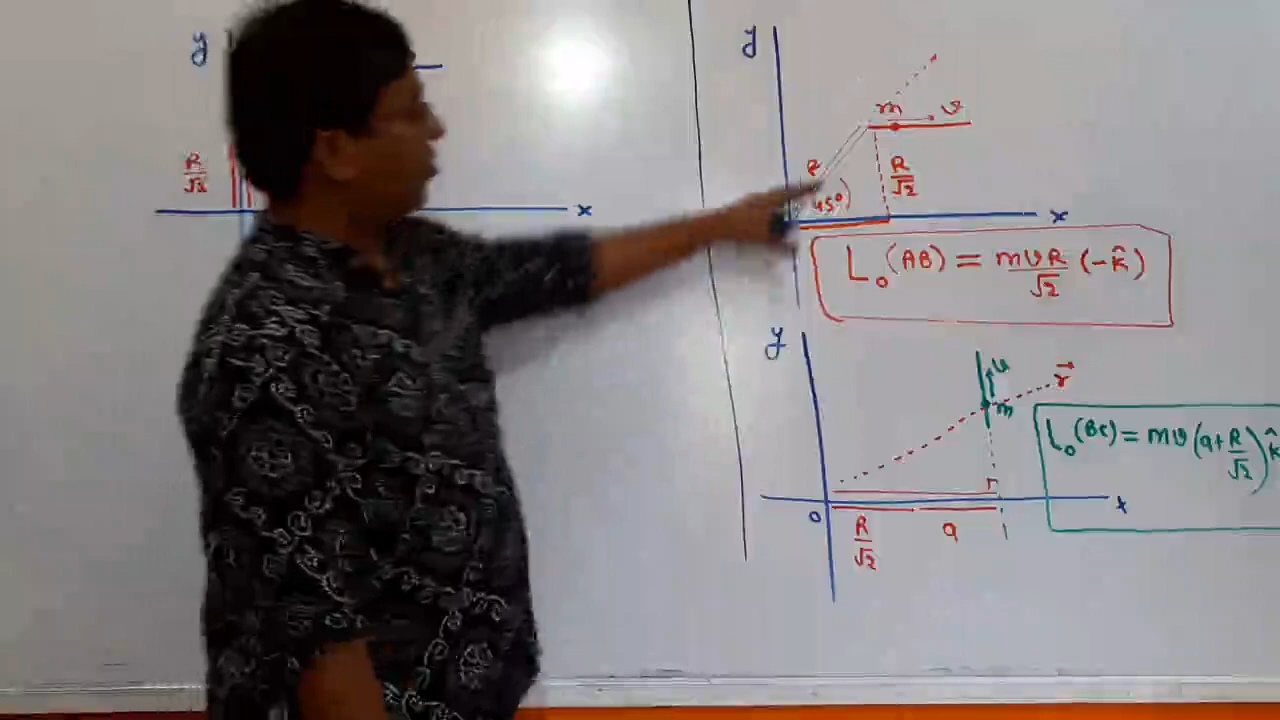 y
R/√2
x
y
m v
R
R/√2
45°
x
L₀(AB) = mvR/√2 (-k̂)
y
v
r⃗
m
L₀(BC) = mv(a+R/√2)k̂
o
x
R/√2
a